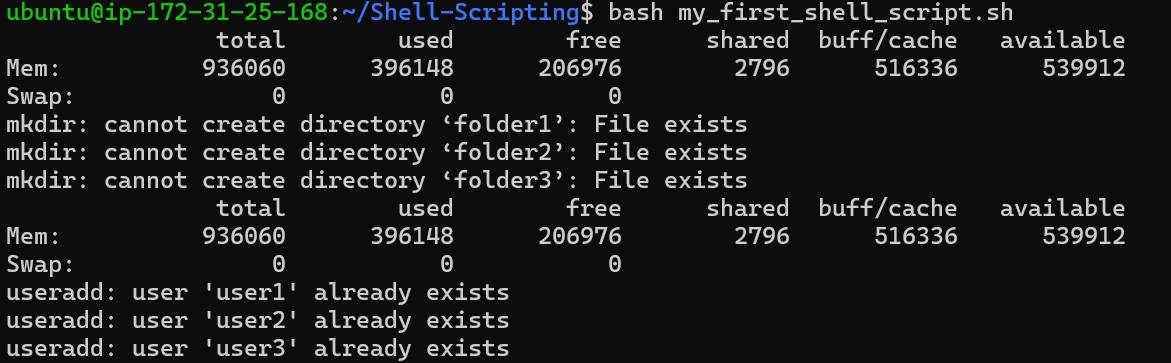 ubuntu@ip-172-31-25-168:~/Shell-Scripting$ bash my_first_shell_script.sh
               total        used        free      shared  buff/cache   available
Mem:          936060      396148      206976        2796      516336      539912
Swap:              0           0           0
mkdir: cannot create directory ‘folder1’: File exists
mkdir: cannot create directory ‘folder2’: File exists
mkdir: cannot create directory ‘folder3’: File exists
               total        used        free      shared  buff/cache   available
Mem:          936060      396148      206976        2796      516336      539912
Swap:              0           0           0
useradd: user 'user1' already exists
useradd: user 'user2' already exists
useradd: user 'user3' already exists